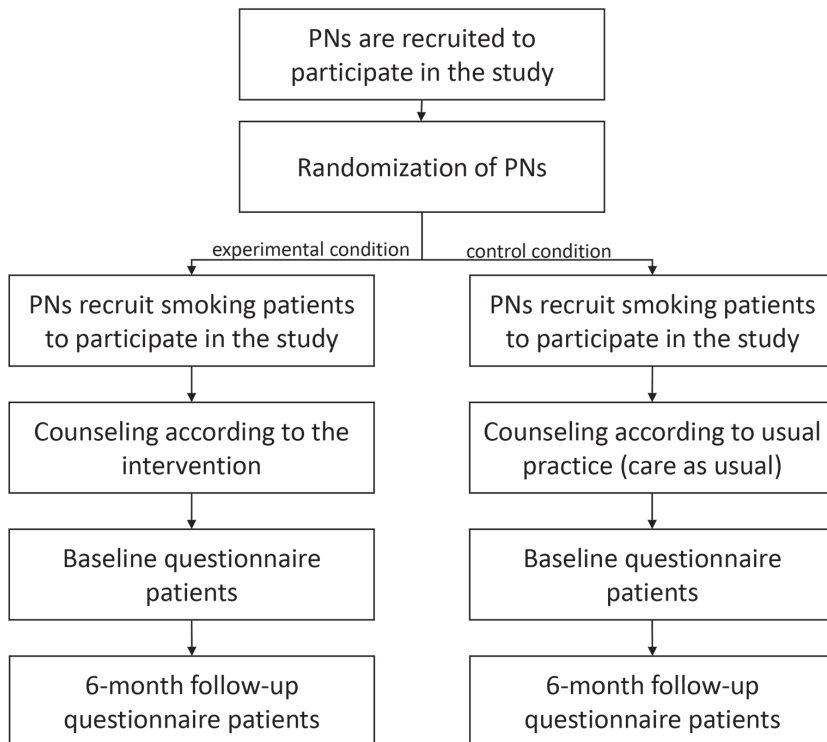 PNs are recruited to
participate in the study
Randomization of PNs
experimental condition
control condition
PNs recruit smoking patients
to participate in the study
PNs recruit smoking patients
to participate in the study
Counseling according to the
intervention
Counseling according to usual
practice (care as usual)
Baseline questionnaire
patients
Baseline questionnaire
patients
6-month follow-up
questionnaire patients
6-month follow-up
questionnaire patients